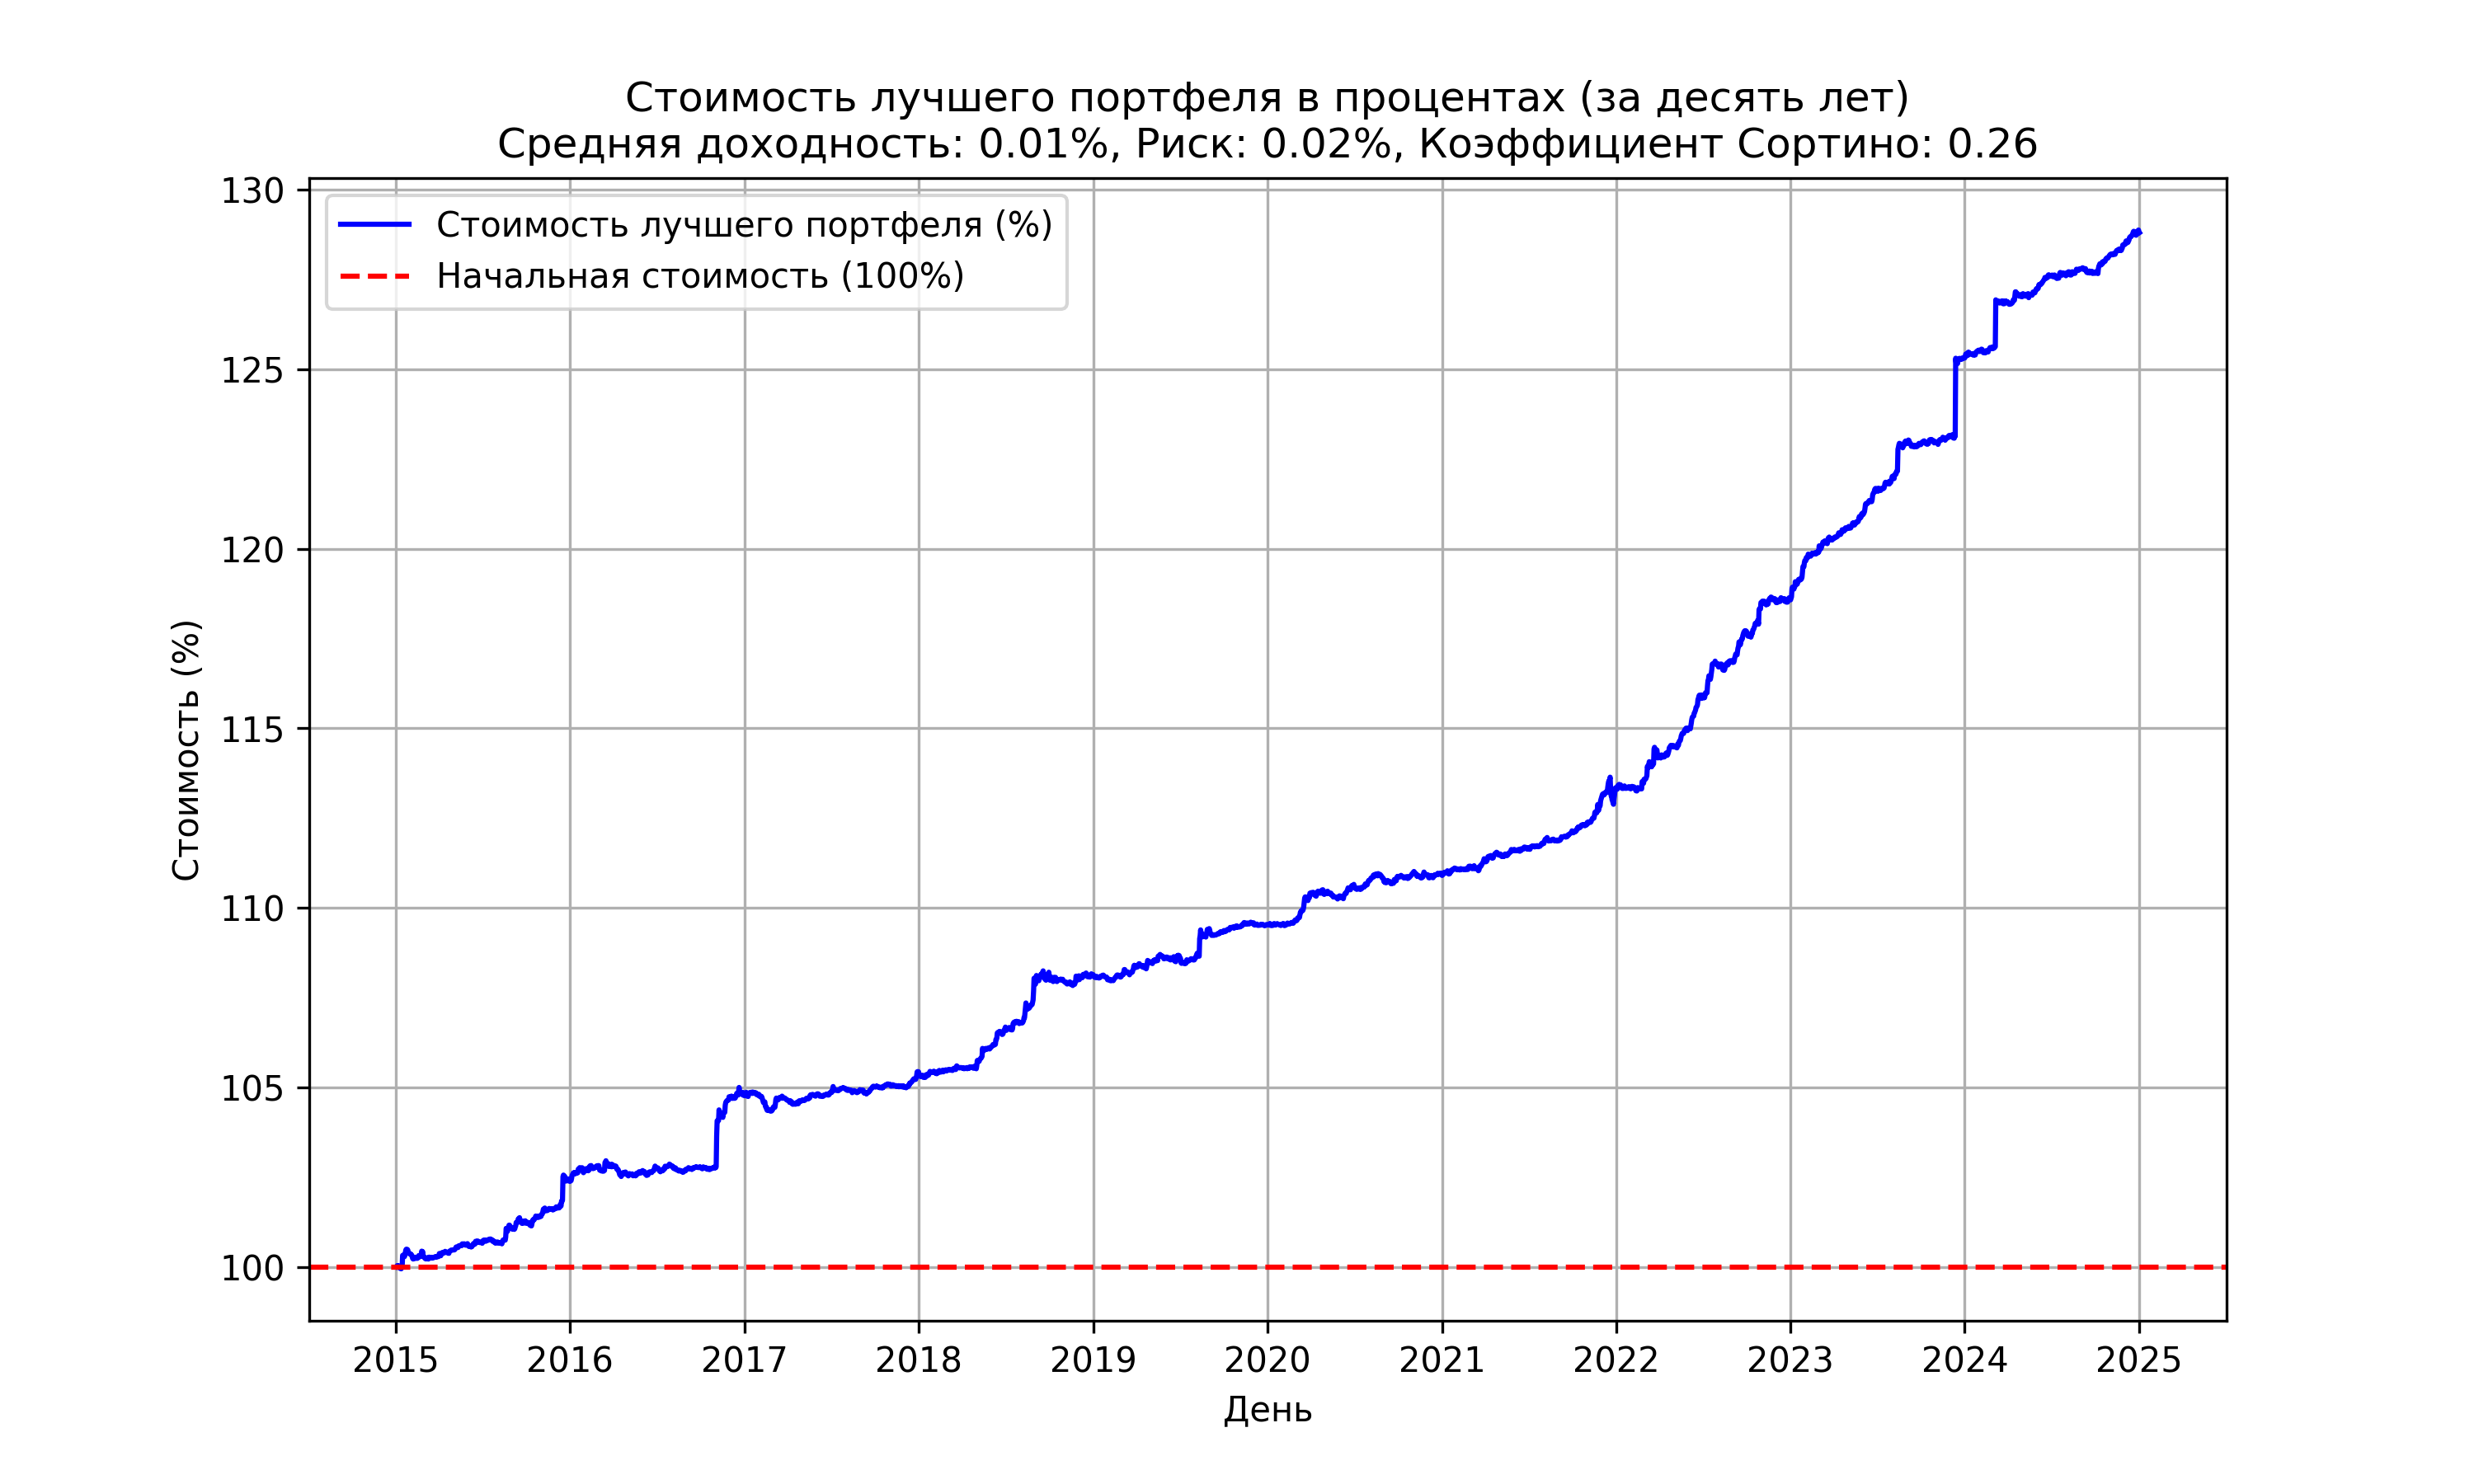 Стоимость лучшего портфеля в процентах (за десять лет)
Средняя доходность: 0.01%, Риск: 0.02%, Коэффициент Сортино: 0.26
Стоимость лучшего портфеля (%)
Начальная стоимость (100%)
Стоимость (%)
130
125
120
115
110
105
100
2015 2016 2017 2018 2019 2020 2021 2022 2023 2024 2025
День